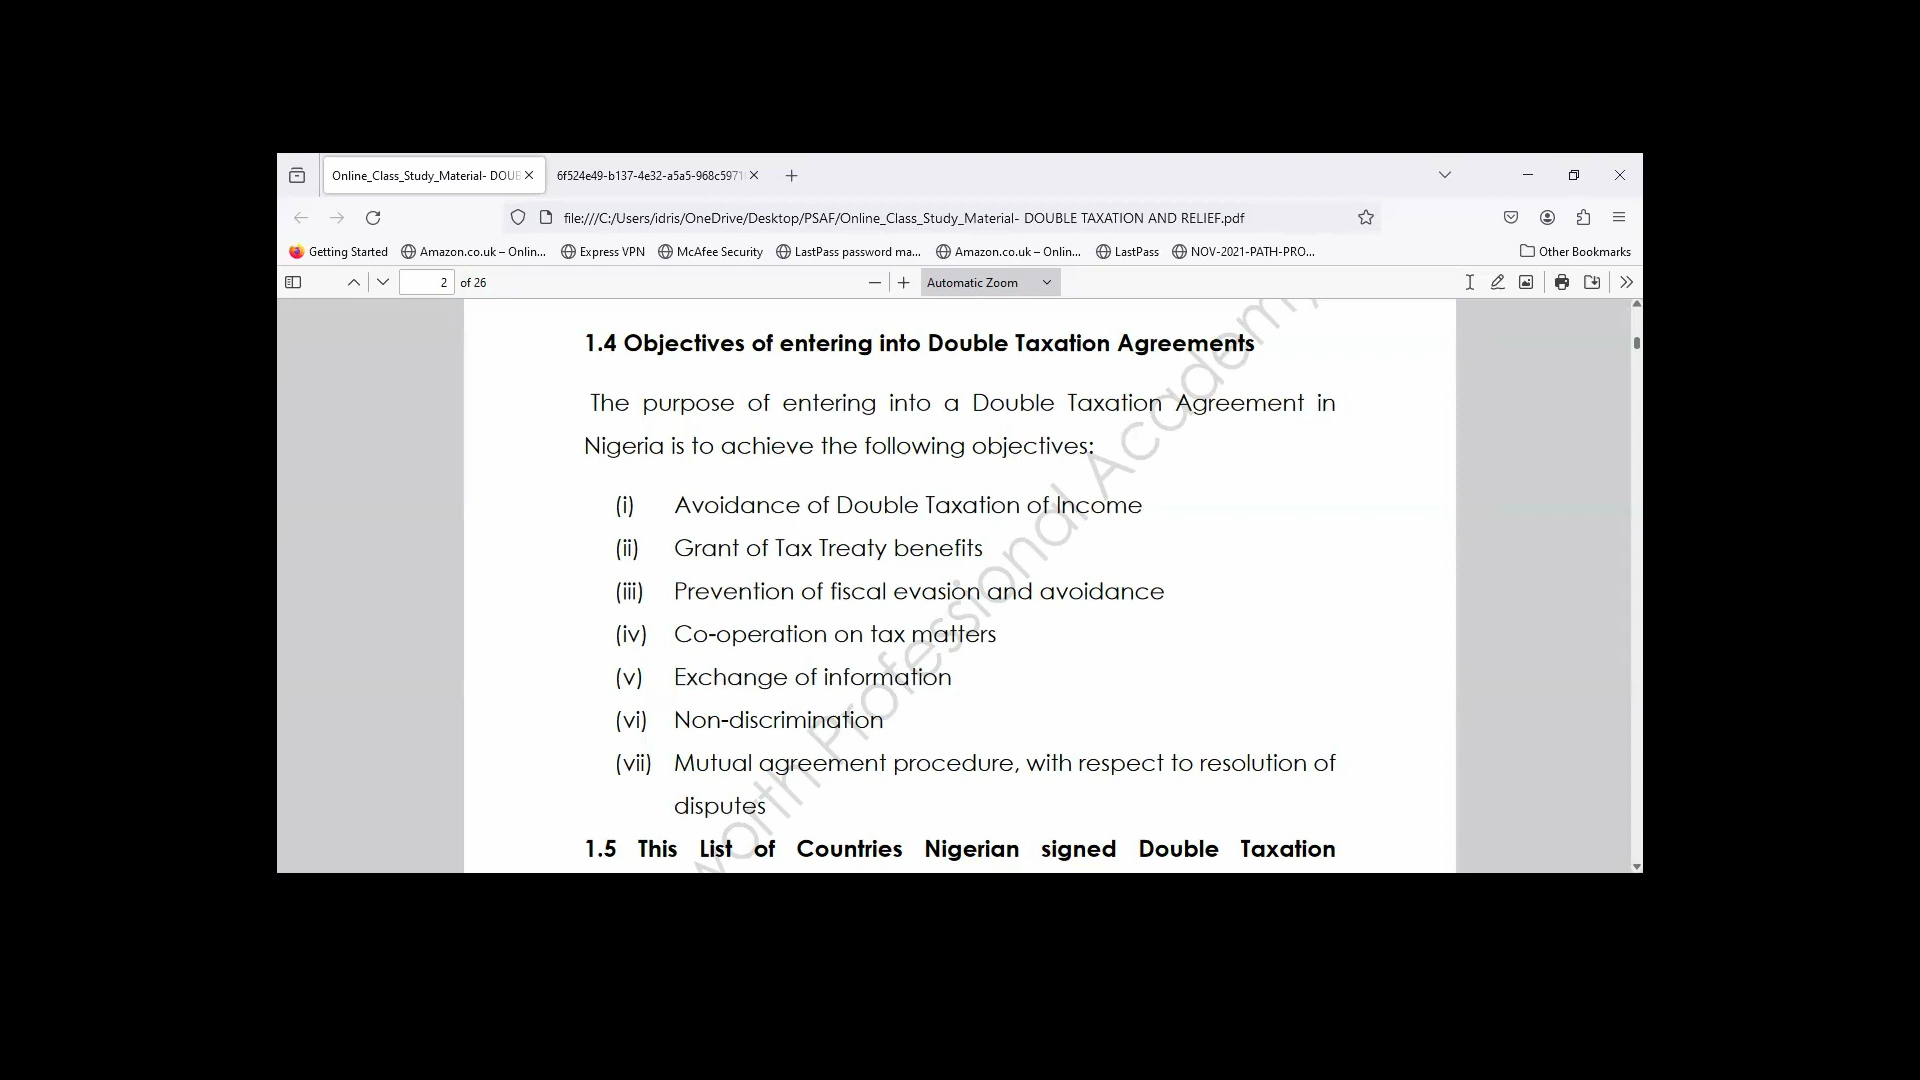 Online_Class_Study_Material- DOUB
6f524e49-b137-4e32-a5a5-968c5971
file:///C:/Users/idris/OneDrive/Desktop/PSAF/Online_Class_Study_Material- DOUBLE TAXATION AND RELIEF.pdf
Getting Started Amazon.co.uk – Onlin... Express VPN McAfee Security LastPass password ma... Amazon.co.uk – Onlin... LastPass NOV-2021-PATH-PRO... Other Bookmarks
2 of 26 Automatic Zoom
1.4 Objectives of entering into Double Taxation Agreements
The purpose of entering into a Double Taxation Agreement in
Nigeria is to achieve the following objectives:
(i) Avoidance of Double Taxation of Income
(ii) Grant of Tax Treaty benefits
(iii) Prevention of fiscal evasion and avoidance
(iv) Co-operation on tax matters
(v) Exchange of information
(vi) Non-discrimination
(vii) Mutual agreement procedure, with respect to resolution of
disputes
1.5 This List of Countries Nigerian signed Double Taxation
worth Professional Academy